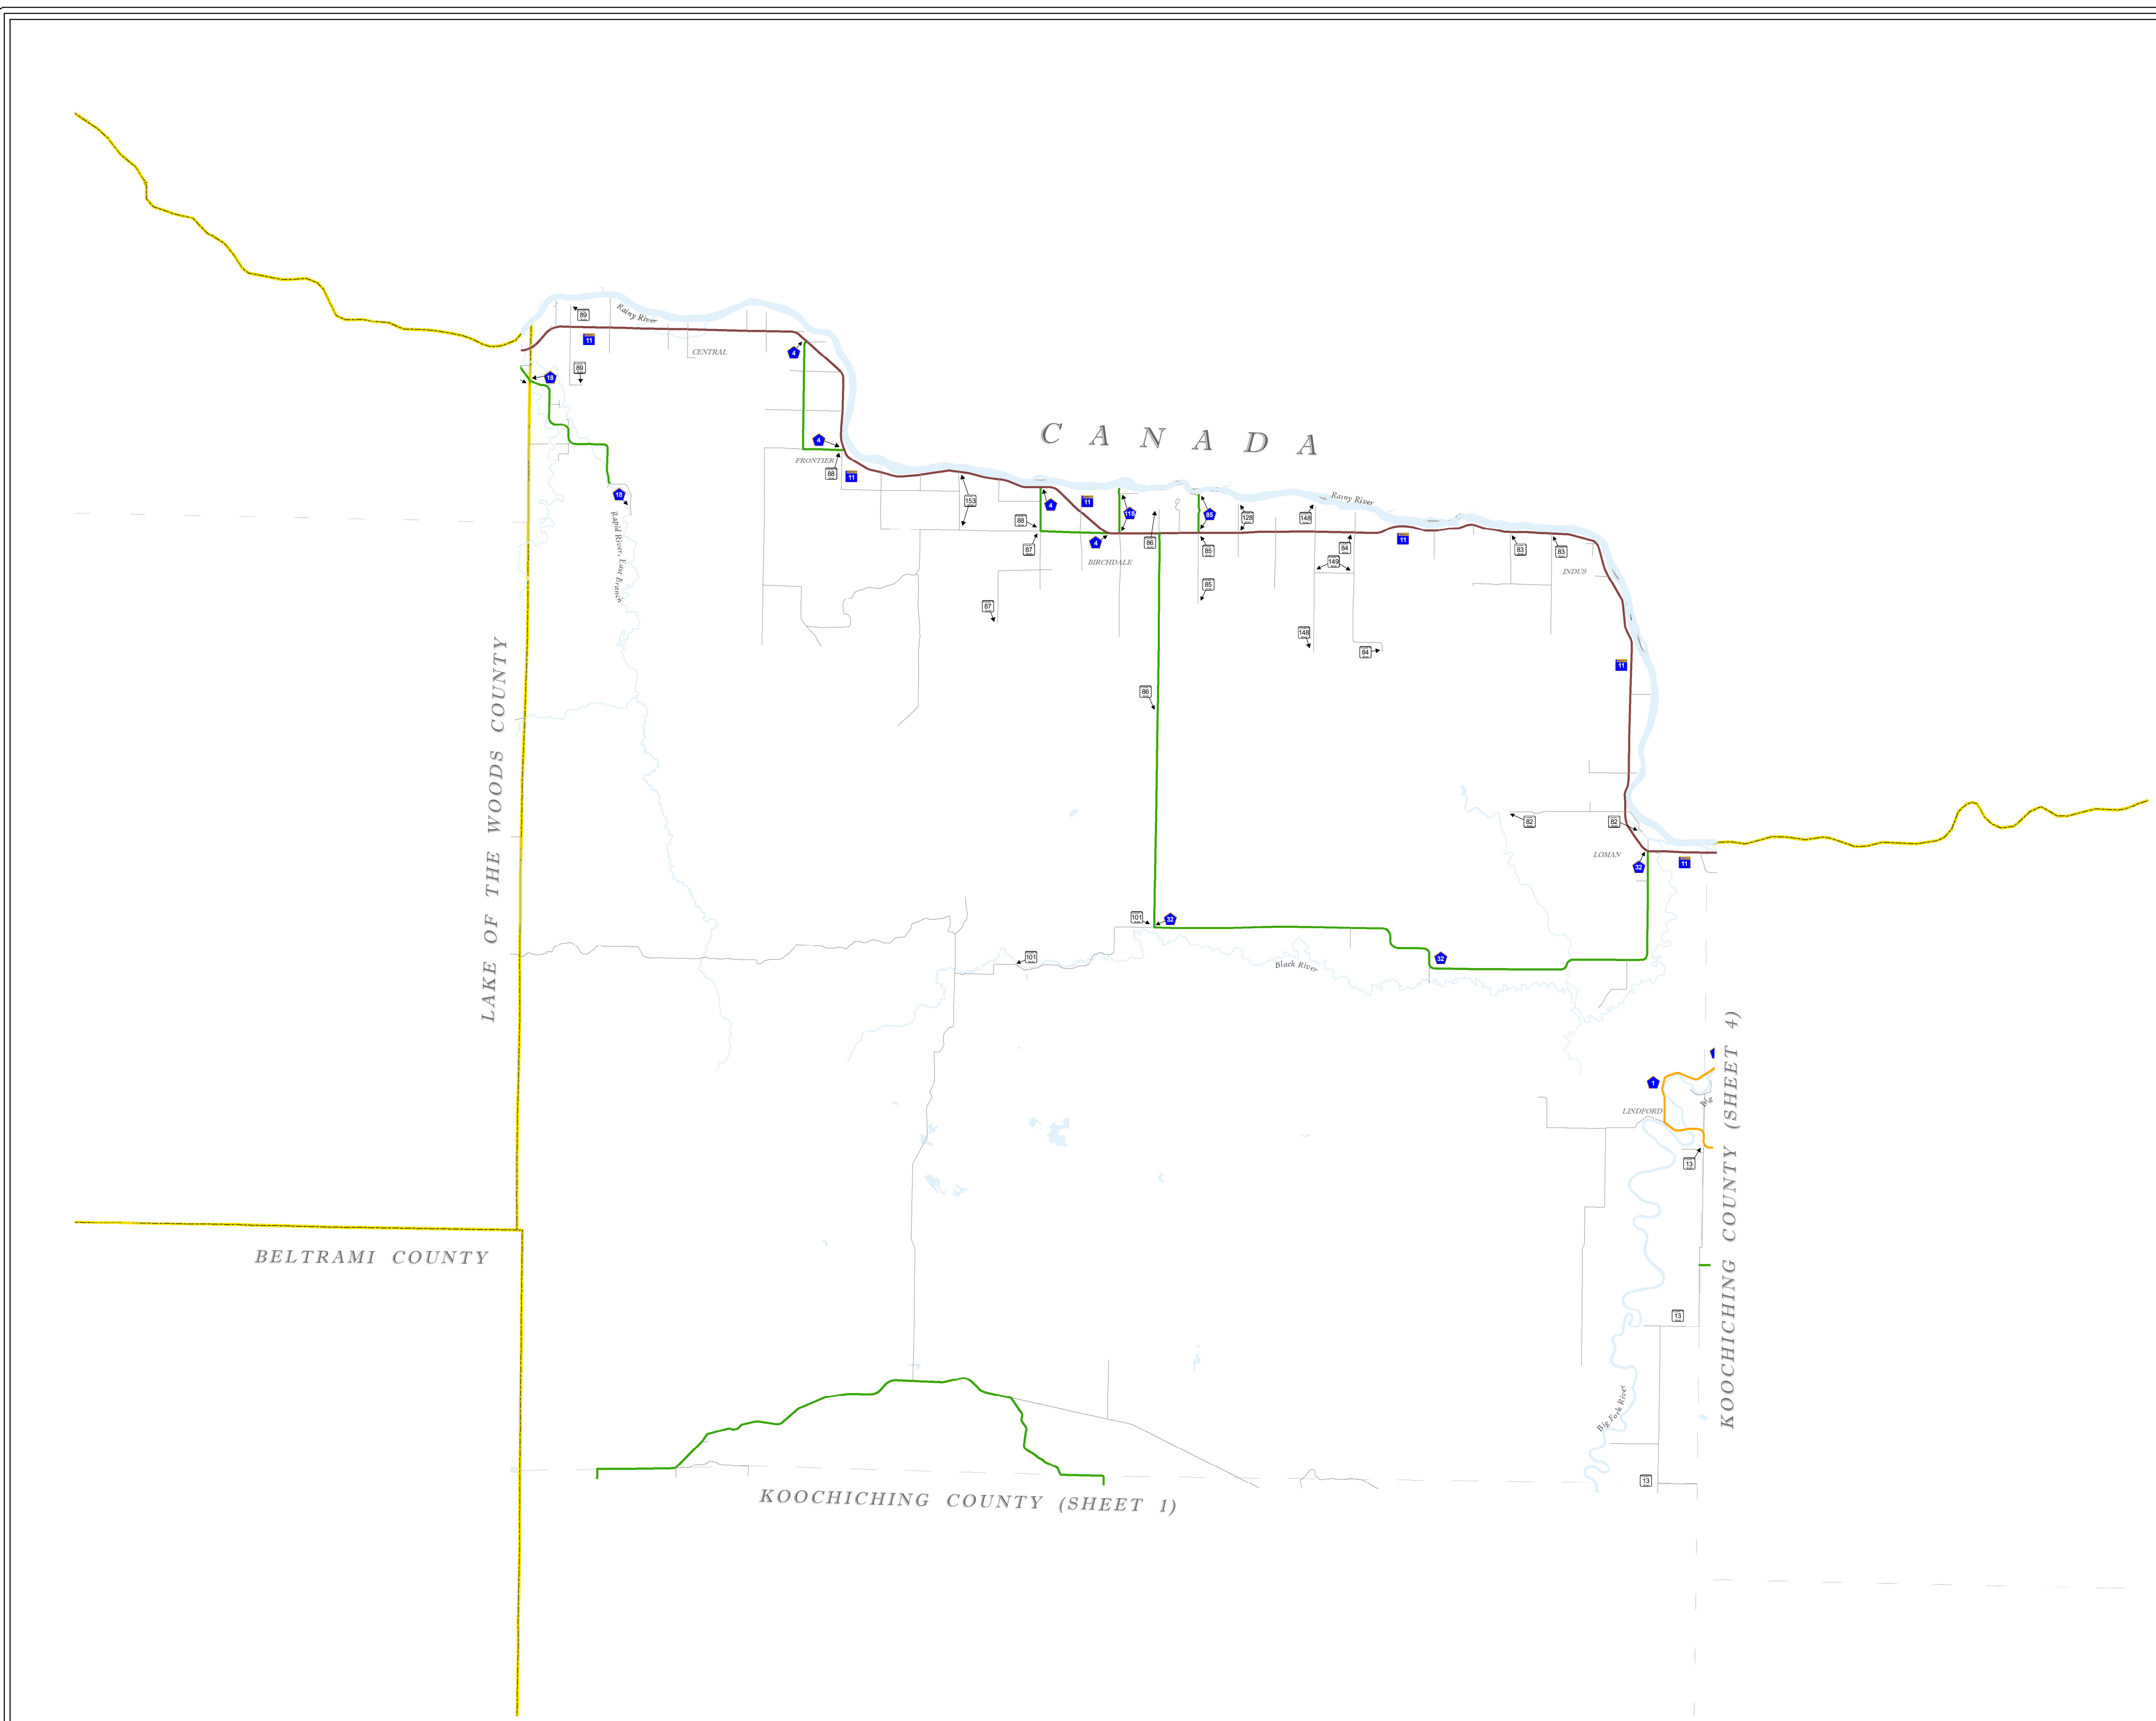 89
Rainy River
11
CENTRAL
4
89
18
CANADA
4
FRONTIER
88
11
18
153
4
11
118
85
128
148
Rainy River
88
87
4
86
85
84
11
83
83
BIRCHDALE
149
INDUS
Rapid River, East Branch
85
87
148
84
11
86
LAKE OF THE WOODS COUNTY
82
82
LOMAN
32
11
101
32
101
Black River
32
KOOCHICHING COUNTY (SHEET 4)
1
LINDFORD
Big
13
BELTRAMI COUNTY
13
Big Fork River
13
KOOCHICHING COUNTY (SHEET 1)